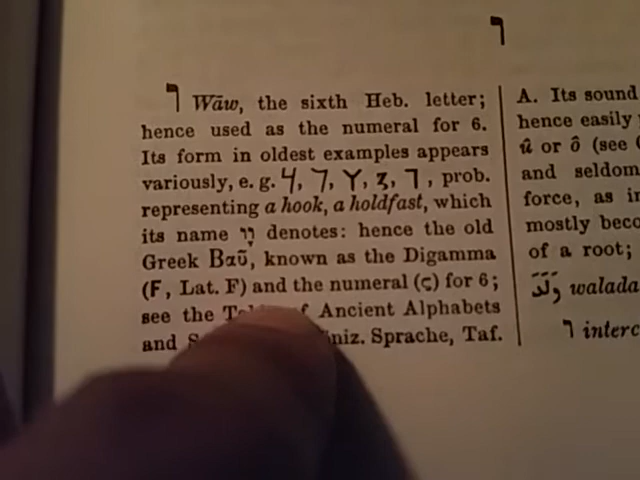 ו
ו Wāw, the sixth Heb. letter;
hence used as the numeral for 6.
Its form in oldest examples appears
variously, e. g. , prob.
representing a hook, a holdfast, which
its name וָו denotes: hence the old
Greek Βαῦ, known as the Digamma
(F, Lat. F) and the numeral (ς) for 6;
see the Ancient Alphabets
and niz. Sprache, Taf.
A. Its sound
hence easily
û or ô (see
and seldom
force, as in
mostly beco
of a root;
وَلَدَ walada
ו interc